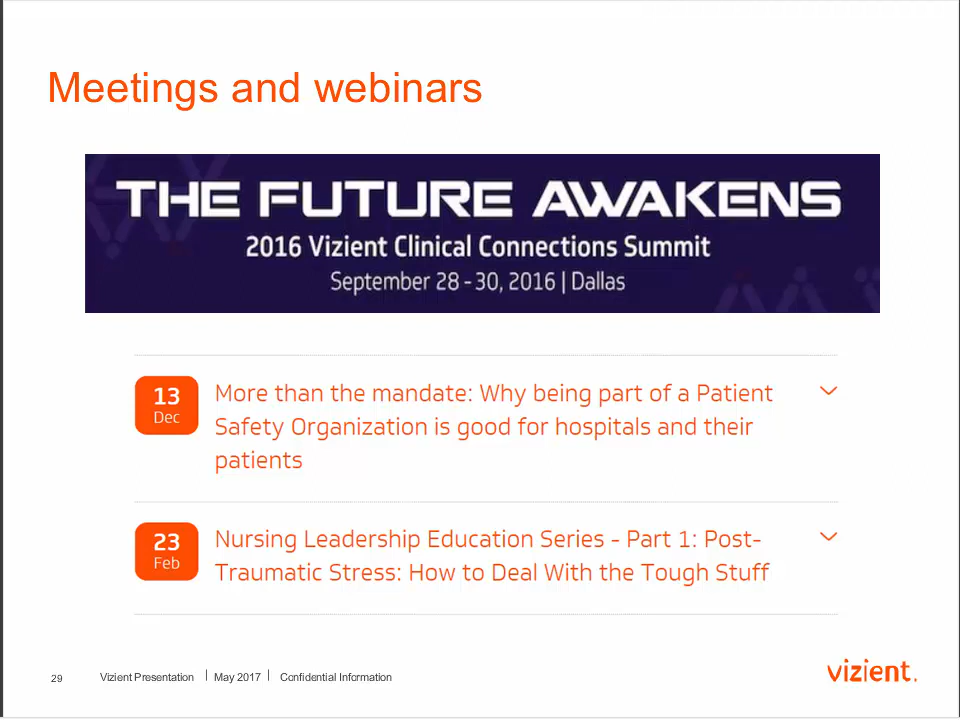 Meetings and webinars
THE FUTURE AWAKENS
2016 Vizient Clinical Connections Summit
September 28 - 30, 2016 | Dallas
13
Dec
More than the mandate: Why being part of a Patient
Safety Organization is good for hospitals and their
patients
23
Feb
Nursing Leadership Education Series - Part 1: Post-
Traumatic Stress: How to Deal With the Tough Stuff
29 Vizient Presentation | May 2017 | Confidential Information
vizient.